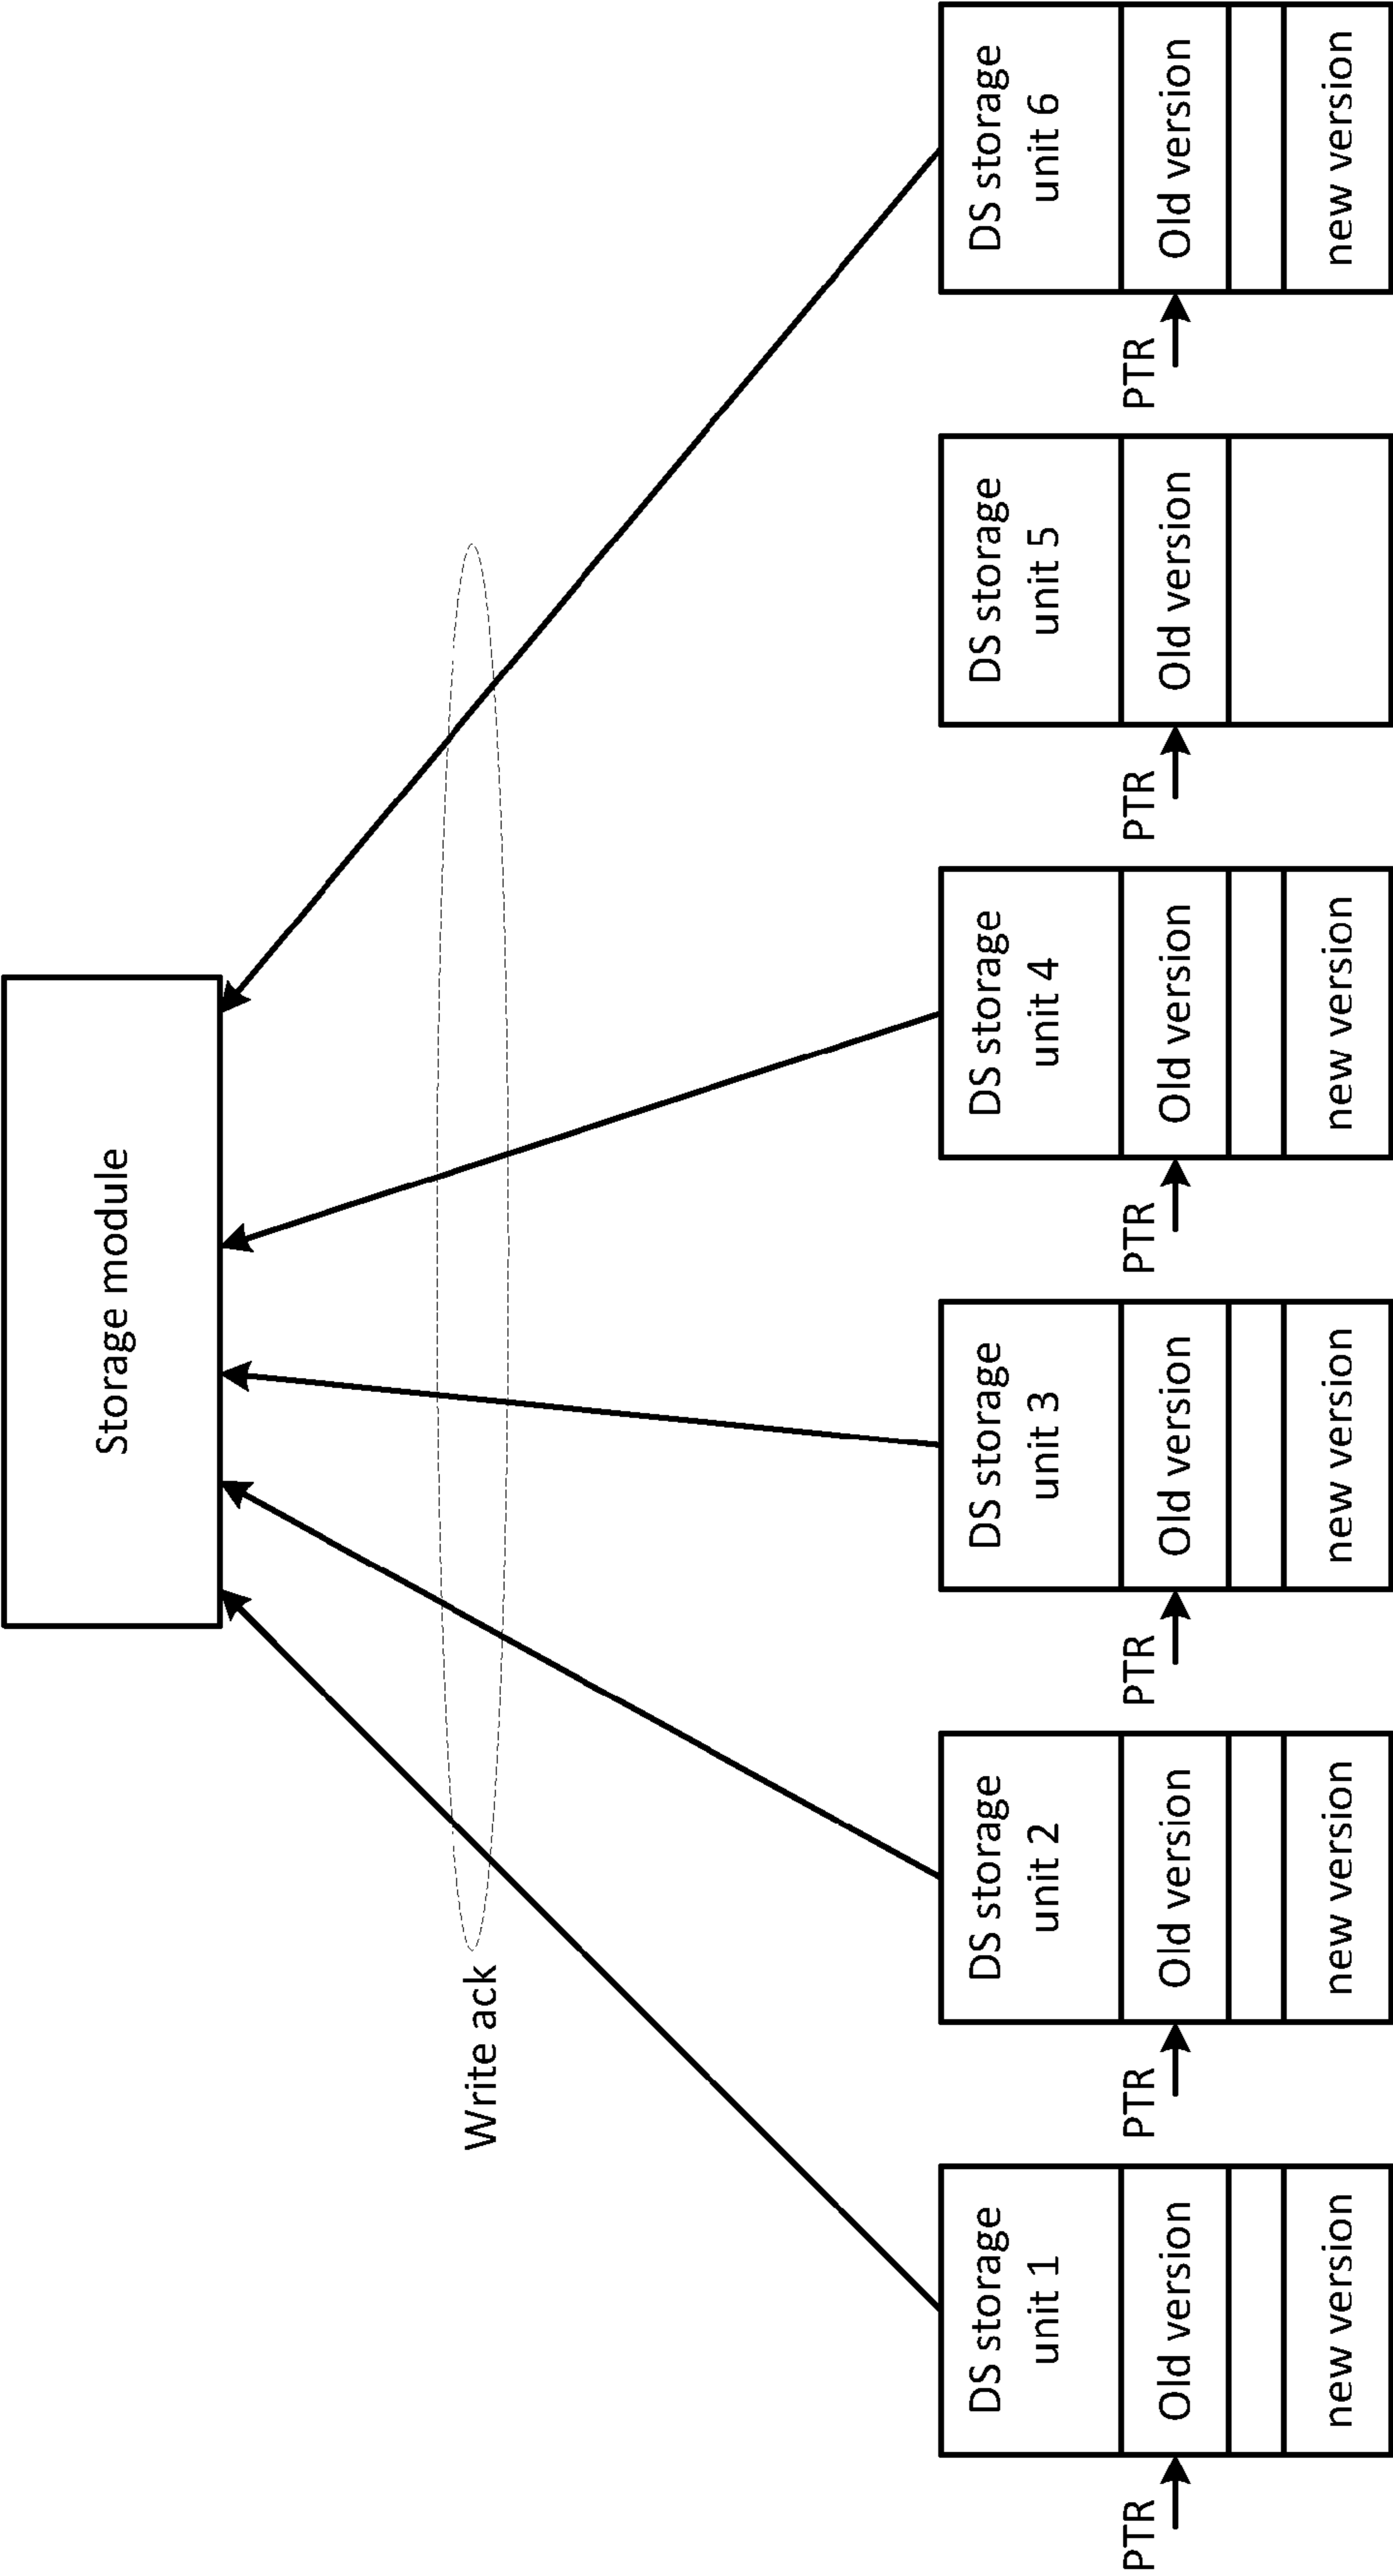 Storage module
Write ack
PTR
DS storage
unit 1
Old version
new version
PTR
DS storage
unit 2
Old version
new version
PTR
DS storage
unit 3
Old version
new version
PTR
DS storage
unit 4
Old version
new version
PTR
DS storage
unit 5
Old version
PTR
DS storage
unit 6
Old version
new version